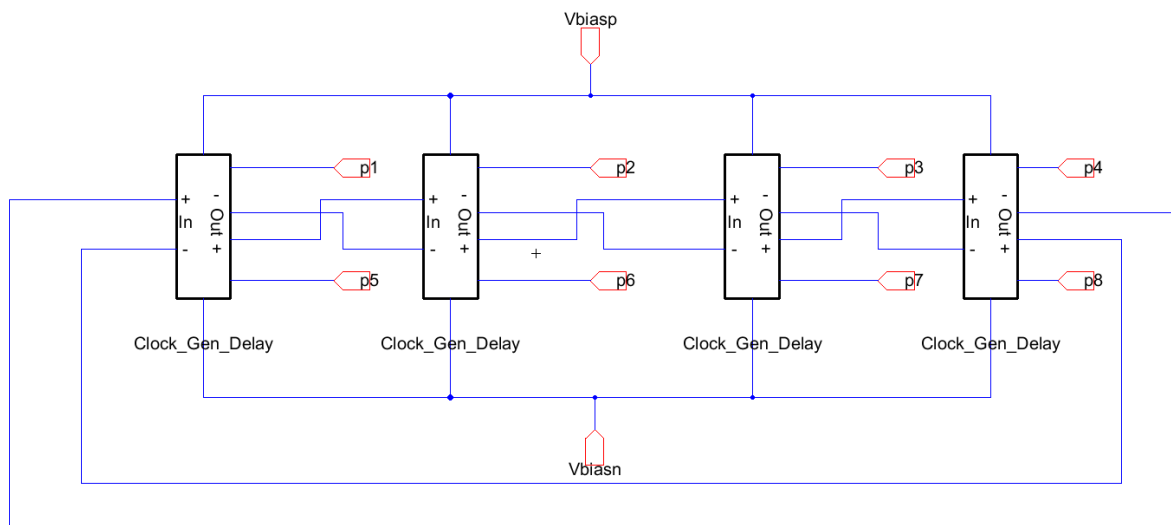 Vbiasp
p1
p2
p3
p4
+
-
In
Out
+
-
+
-
In
Out
+
-
+
-
In
Out
+
-
+
-
In
Out
+
-
p5
p6
p7
p8
Clock_Gen_Delay
Clock_Gen_Delay
Clock_Gen_Delay
Clock_Gen_Delay
Vbiasn